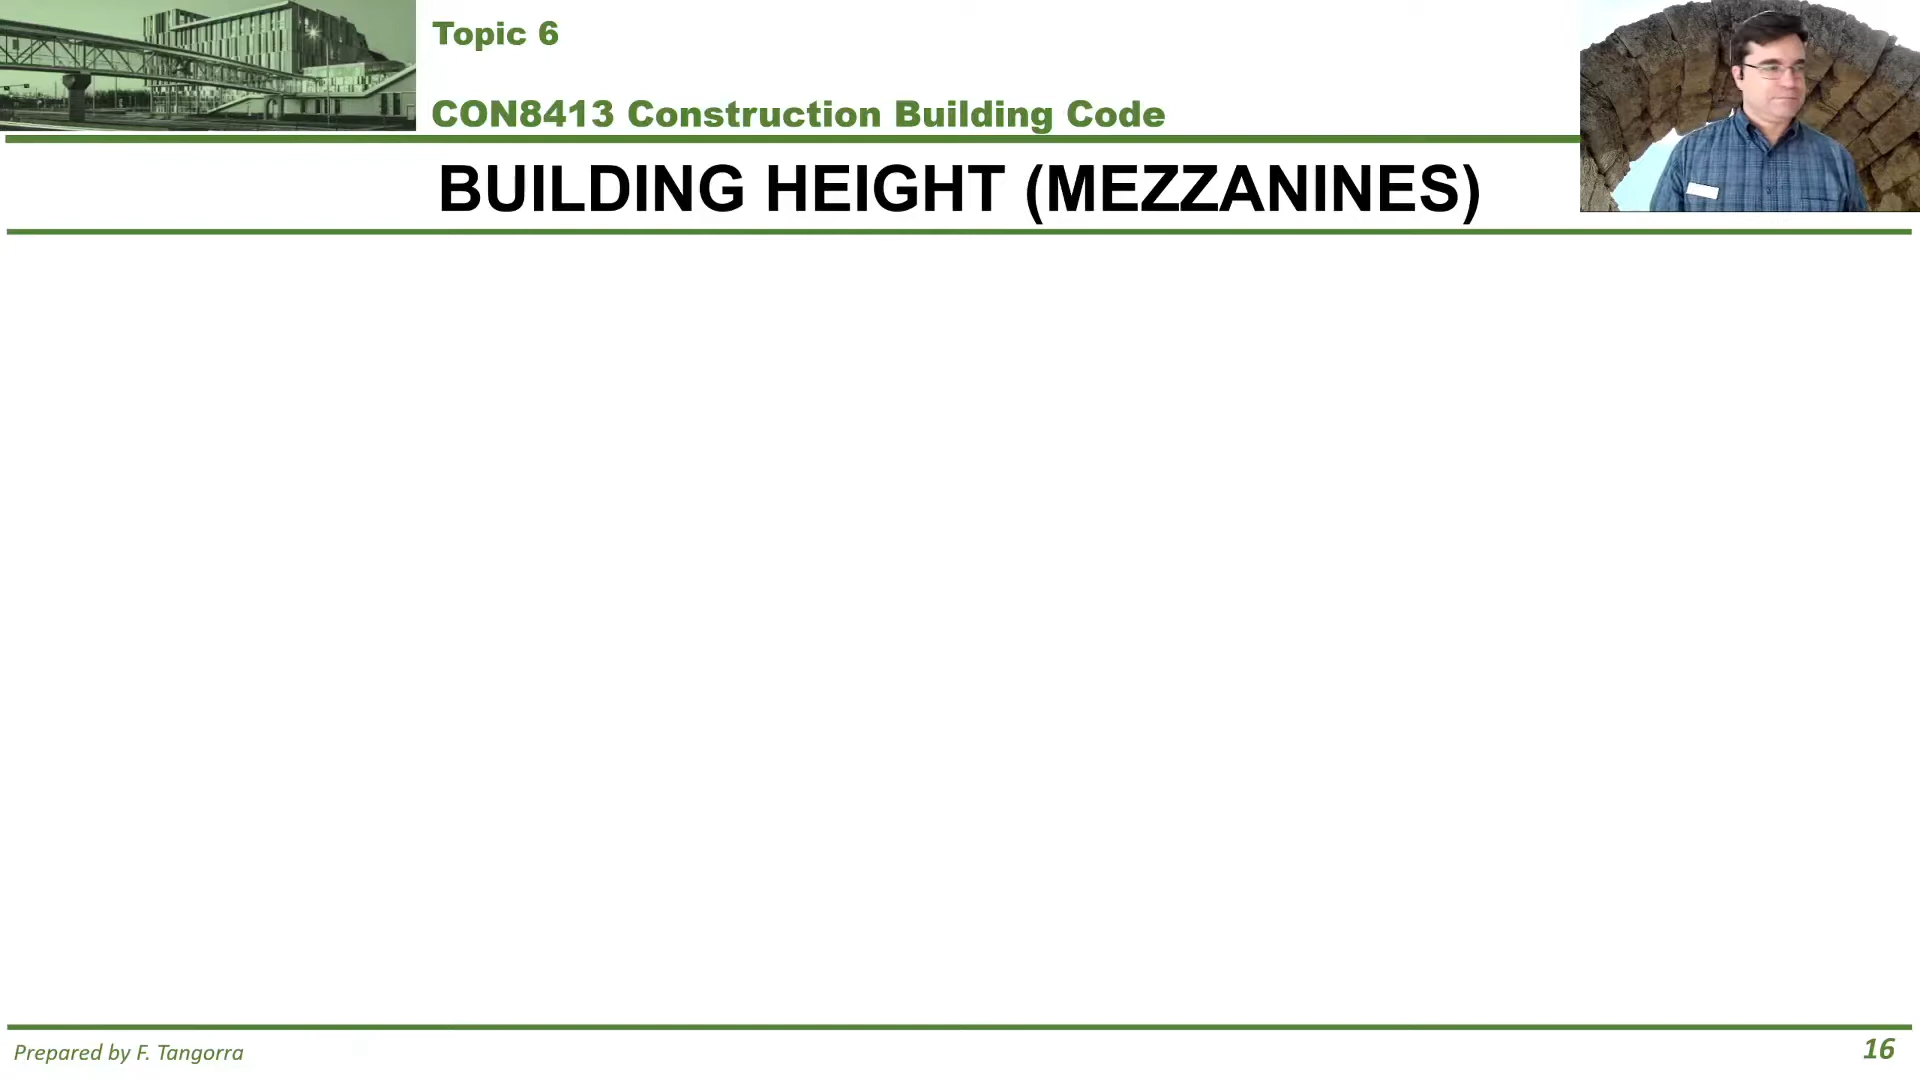 Topic 6
CON8413 Construction Building Code
BUILDING HEIGHT (MEZZANINES)
Prepared by F. Tangorra
16